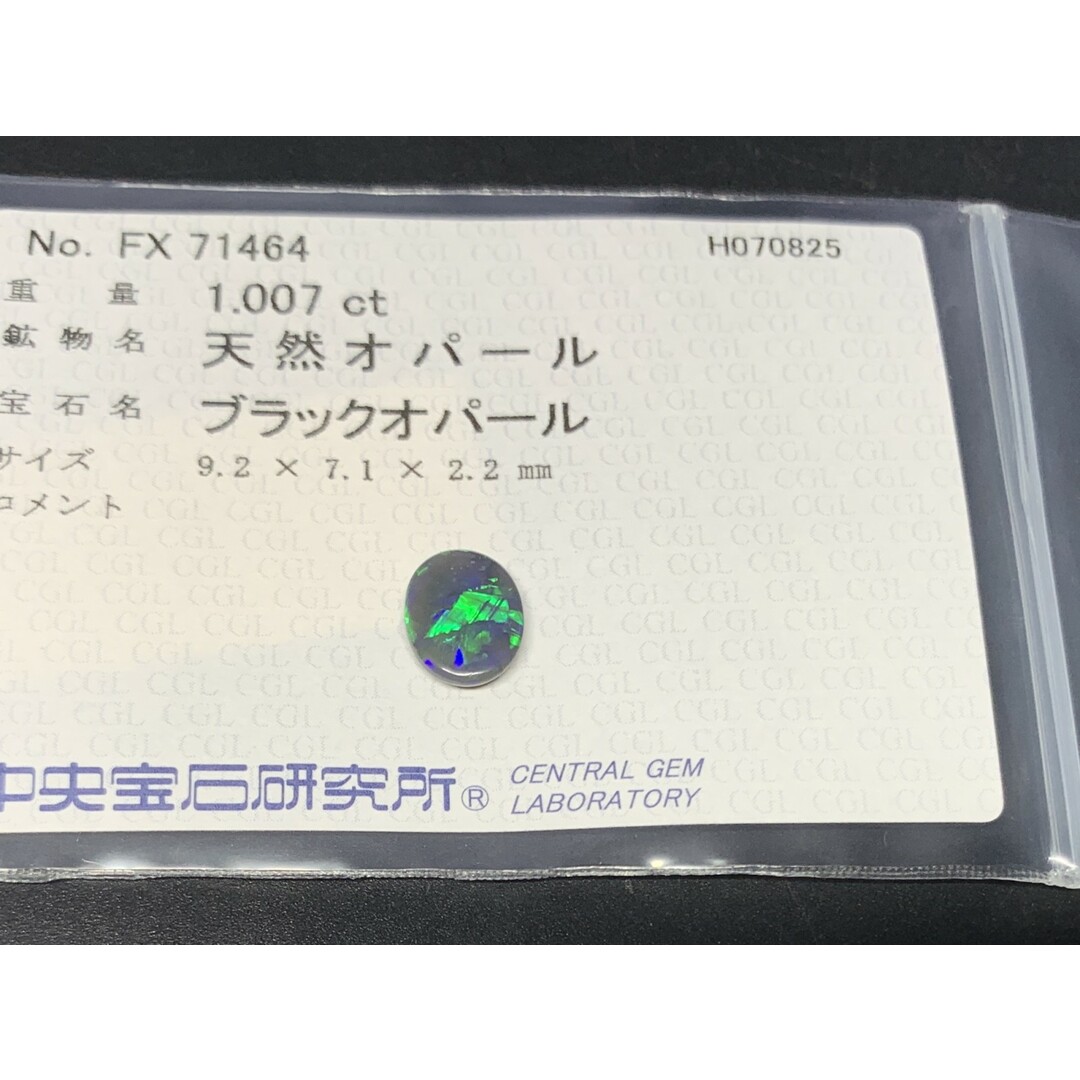 No. FX 71464 H070825
重量 1.007 ct
鉱物名 天然オパール
宝石名 ブラックオパール
サイズ 9.2 × 7.1 × 2.2 mm
コメント
中央宝石研究所® CENTRAL GEM
LABORATORY